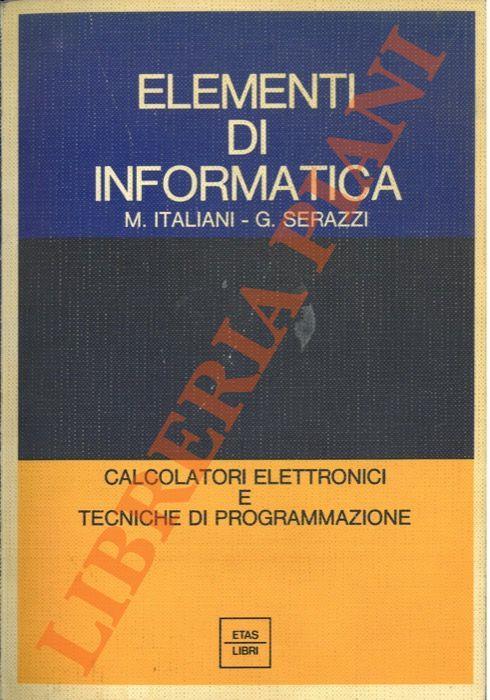 ELEMENTI
DI
INFORMATICA
M. ITALIANI - G. SERAZZI
LIBRERIA PIANI
CALCOLATORI ELETTRONICI
E
TECNICHE DI PROGRAMMAZIONE
ETAS
LIBRI